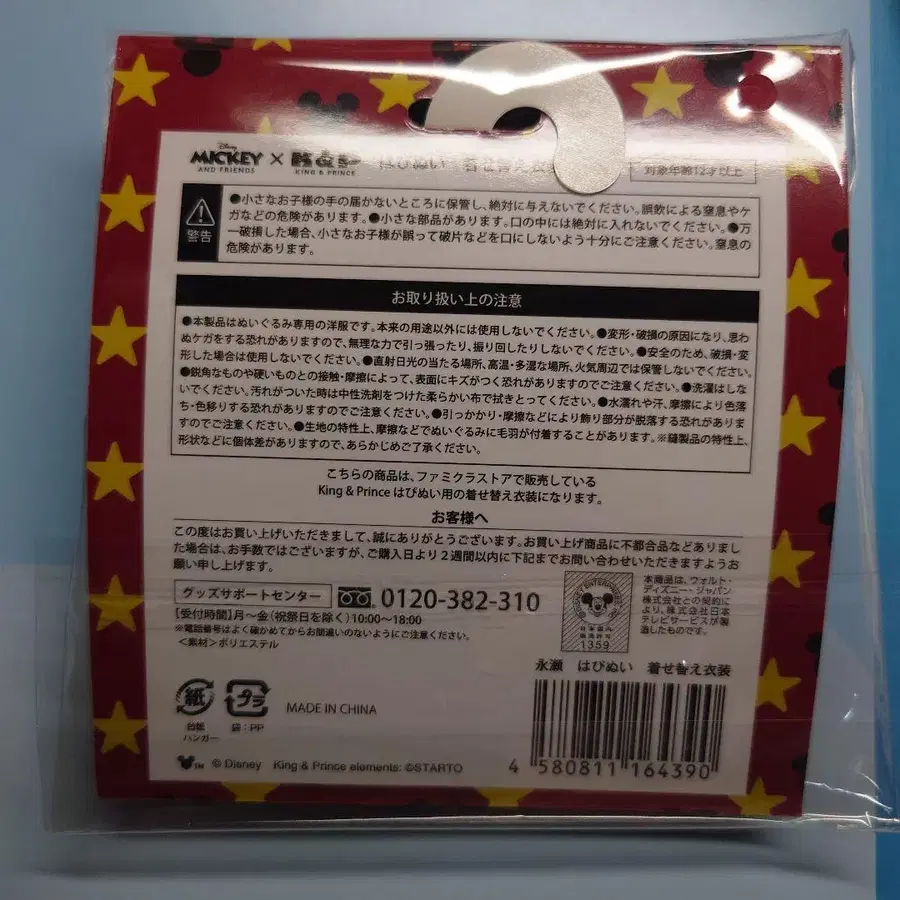 Disney
MICKEY × K&P はぴぬい 着せ替え衣 対象年齢12才以上
AND FRIENDS KING & PRINCE
警告
●小さなお子様の手の届かないところに保管し、絶対に与えないでください。誤飲による窒息やケ
ガなどの危険があります。●小さな部品があります。口の中には絶対に入れないでください。●万
一破損した場合、小さなお子様が誤って破片などを口にしないよう十分にご注意ください。窒息の
危険があります。
お取り扱い上の注意
●本製品はぬいぐるみ専用の洋服です。本来の用途以外には使用しないでください。●変形・破損の原因になり、思わ
ぬケガをする恐れがありますので、無理な力で引っ張ったり、振り回したりしないでください。●安全のため、破損・変
形した場合は使用しないでください。●直射日光の当たる場所、高温・多湿な場所、火気周辺では保管しないでください。
●鋭角なものや硬いものとの接触・摩擦によって、表面にキズがつく恐れがありますのでご注意ください。●洗濯はしな
いでください。汚れがついた時は中性洗剤をつけた柔らかい布で拭きとってください。●水濡れや汗、摩擦により色落
ち・色移りする恐れがありますのでご注意ください。●引っかかり・摩擦などにより飾り部分が脱落する恐れがありま
すのでご注意ください。●生地の特性上、摩擦などでぬいぐるみに毛羽が付着することがあります。※縫製品の特性上、
形状などに個体差がありますので、あらかじめご了承ください。
こちらの商品は、ファミクラストアで販売している
King & Prince はぴぬい用の着せ替え衣装になります。
お客様へ
この度はお買い上げいただきまして、誠にありがとうございます。お買い上げ商品に不都合品などありまし
た場合は、お手数ではございますが、ご購入日より2週間以内に下記までお問い合わせいただきますようお
願い申し上げます。
グッズサポートセンター 0120-382-310
【受付時間】月〜金(祝祭日を除く)10:00〜18:00
※電話番号はよく確かめてからお間違いのないようにご注意ください。
＜素材＞ポリエステル
ENTERPRISES
日本国内
販売許可
1359
本商品は、ウォルト・
ディズニー・ジャパン
株式会社との契約に
より、株式会社日本
テレビサービスが製
造したものです。
永瀬 はぴぬい 着せ替え衣装
紙 プラ MADE IN CHINA
台紙 袋：PP
ハンガー
TM © Disney King & Prince elements: ©STARTO
4 580811 164390